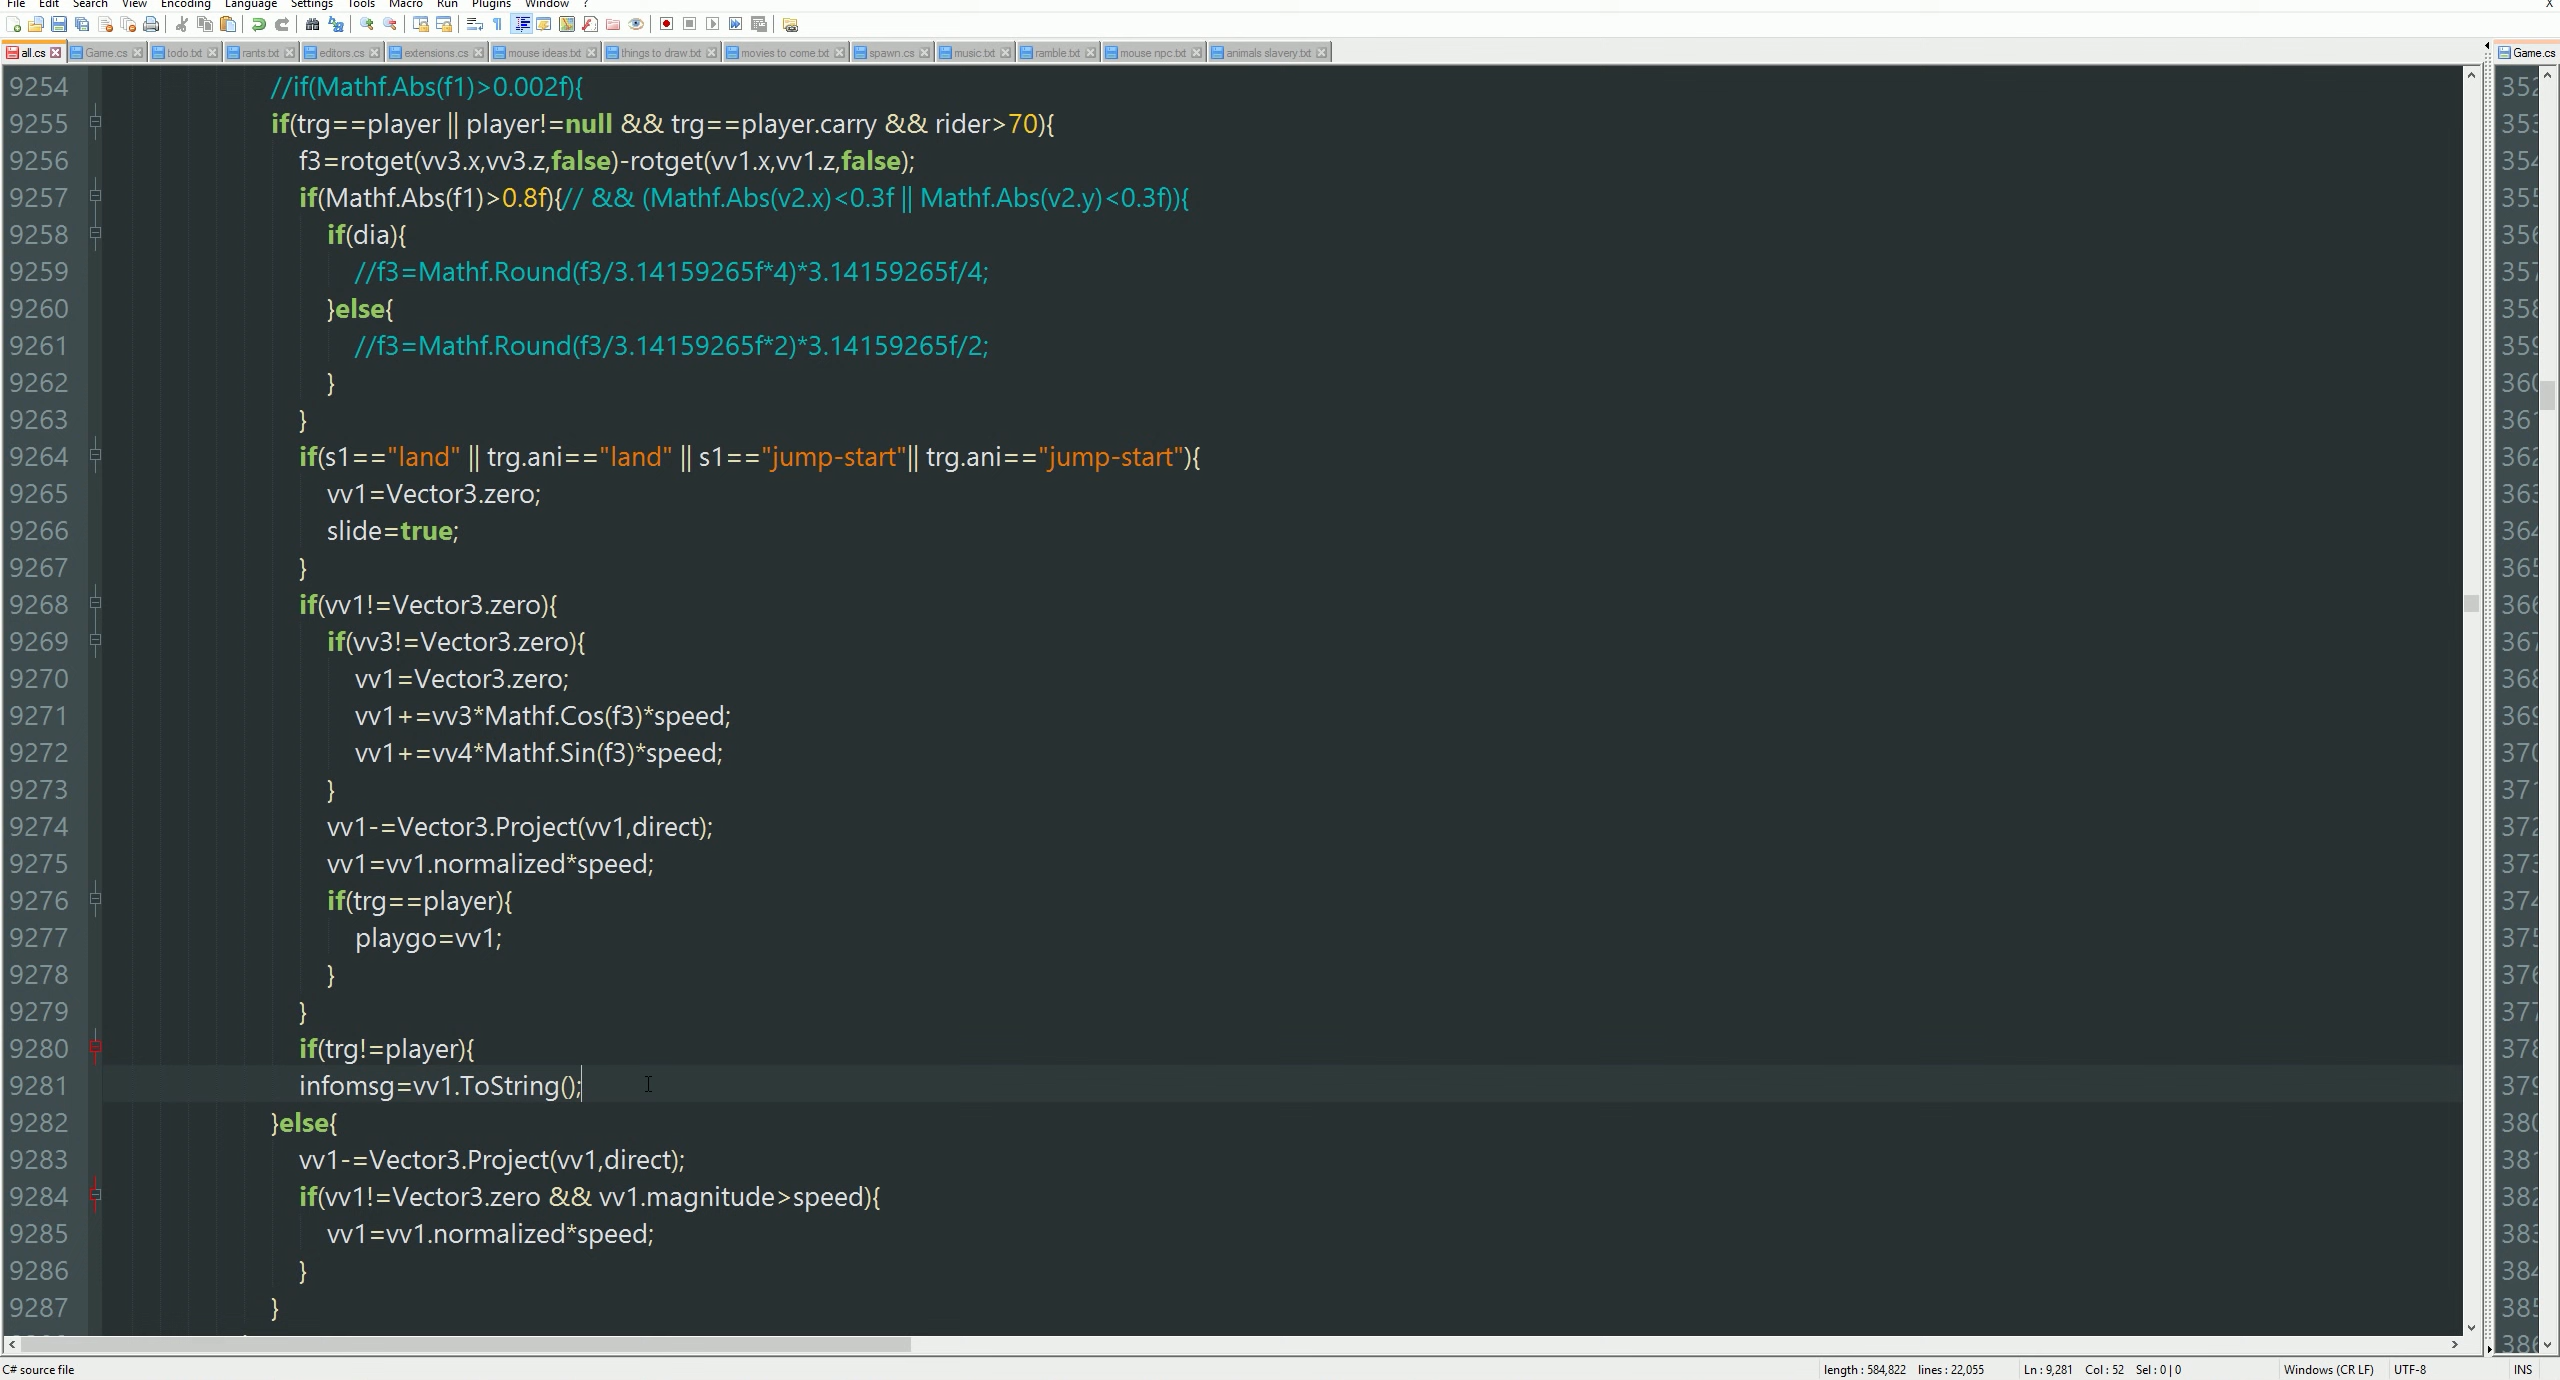 File Edit Search View Encoding Language Settings Tools Macro Run Plugins Window ? X
all.cs Game.cs todo.txt rants.txt editors.cs extensions.cs mouse ideas.txt things to draw.txt movies to come.txt spawn.cs music.txt ramble.txt mouse npc.txt animals slavery.txt Game.cs
9254 //if(Mathf.Abs(f1)>0.002f){
9255 if(trg==player || player!=null && trg==player.carry && rider>70){
9256 f3=rotget(vv3.x,vv3.z,false)-rotget(vv1.x,vv1.z,false);
9257 if(Mathf.Abs(f1)>0.8f){// && (Mathf.Abs(v2.x)<0.3f || Mathf.Abs(v2.y)<0.3f)){
9258 if(dia){
9259 //f3=Mathf.Round(f3/3.14159265f*4)*3.14159265f/4;
9260 }else{
9261 //f3=Mathf.Round(f3/3.14159265f*2)*3.14159265f/2;
9262 }
9263 }
9264 if(s1=="land" || trg.ani=="land" || s1=="jump-start"|| trg.ani=="jump-start"){
9265 vv1=Vector3.zero;
9266 slide=true;
9267 }
9268 if(vv1!=Vector3.zero){
9269 if(vv3!=Vector3.zero){
9270 vv1=Vector3.zero;
9271 vv1+=vv3*Mathf.Cos(f3)*speed;
9272 vv1+=vv4*Mathf.Sin(f3)*speed;
9273 }
9274 vv1-=Vector3.Project(vv1,direct);
9275 vv1=vv1.normalized*speed;
9276 if(trg==player){
9277 playgo=vv1;
9278 }
9279 }
9280 if(trg!=player){
9281 infomsg=vv1.ToString();
9282 }else{
9283 vv1-=Vector3.Project(vv1,direct);
9284 if(vv1!=Vector3.zero && vv1.magnitude>speed){
9285 vv1=vv1.normalized*speed;
9286 }
9287 }
C# source file length : 584,822 lines : 22,055 Ln : 9,281 Col : 52 Sel : 0 | 0 Windows (CR LF) UTF-8 INS